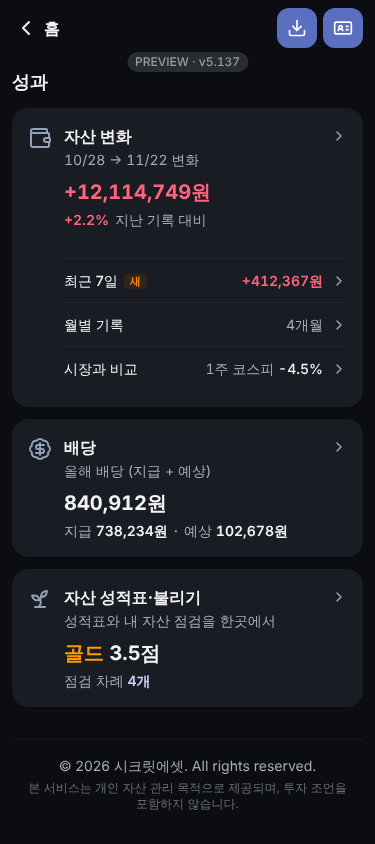 홈
PREVIEW · v5.137
성과
자산 변화
10/28 → 11/22 변화
+12,114,749원
+2.2% 지난 기록 대비
최근 7일 새 +412,367원
월별 기록 4개월
시장과 비교 1주 코스피 -4.5%
배당
올해 배당 (지급 + 예상)
840,912원
지급 738,234원 · 예상 102,678원
자산 성적표·불리기
성적표와 내 자산 점검을 한곳에서
골드 3.5점
점검 차례 4개
© 2026 시크릿에셋. All rights reserved.
본 서비스는 개인 자산 관리 목적으로 제공되며, 투자 조언을
포함하지 않습니다.